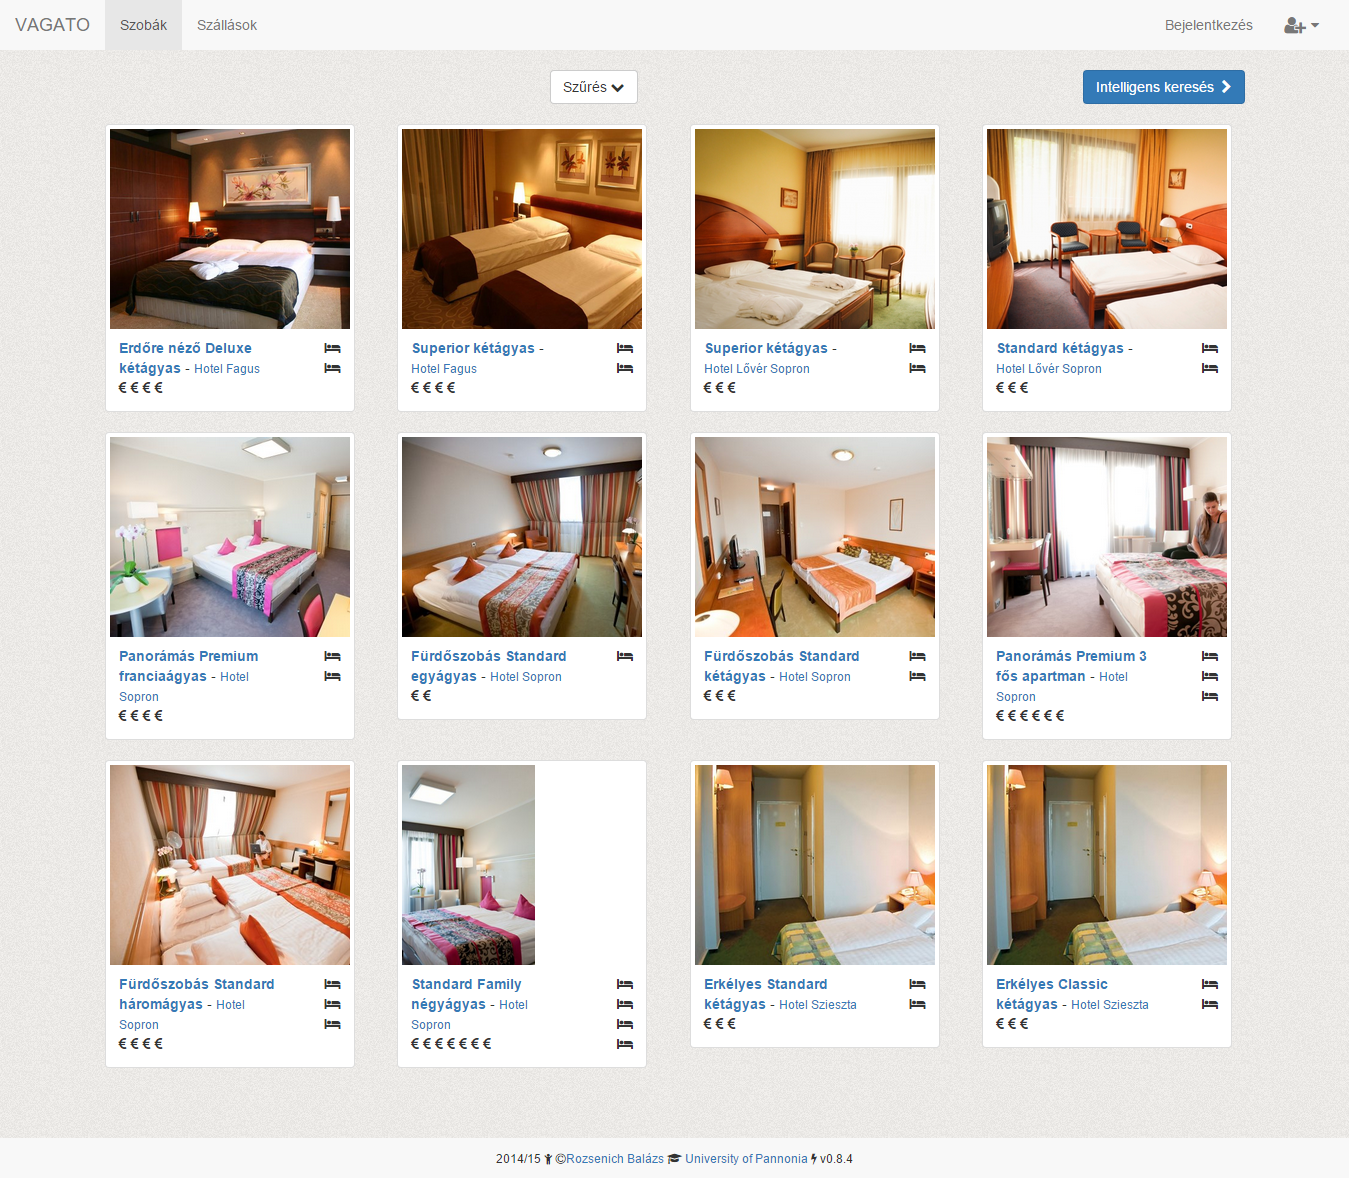 VAGATO Szobák Szállások Bejelentkezés
Szűrés Intelligens keresés
Erdőre néző Deluxe
kétágyas - Hotel Fagus
€ € € €
Superior kétágyas -
Hotel Fagus
€ € € €
Superior kétágyas -
Hotel Lővér Sopron
€ € €
Standard kétágyas -
Hotel Lővér Sopron
€ € €
Panorámás Premium
franciaágyas - Hotel
Sopron
€ € € €
Fürdőszobás Standard
egyágyas - Hotel Sopron
€ €
Fürdőszobás Standard
kétágyas - Hotel Sopron
€ € €
Panorámás Premium 3
fős apartman - Hotel
Sopron
€ € € € € €
Fürdőszobás Standard
háromágyas - Hotel
Sopron
€ € € €
Standard Family
négyágyas - Hotel
Sopron
€ € € € € € €
Erkélyes Standard
kétágyas - Hotel Szieszta
€ € €
Erkélyes Classic
kétágyas - Hotel Szieszta
€ € €
2014/15 ©Rozsenich Balázs University of Pannonia v0.8.4